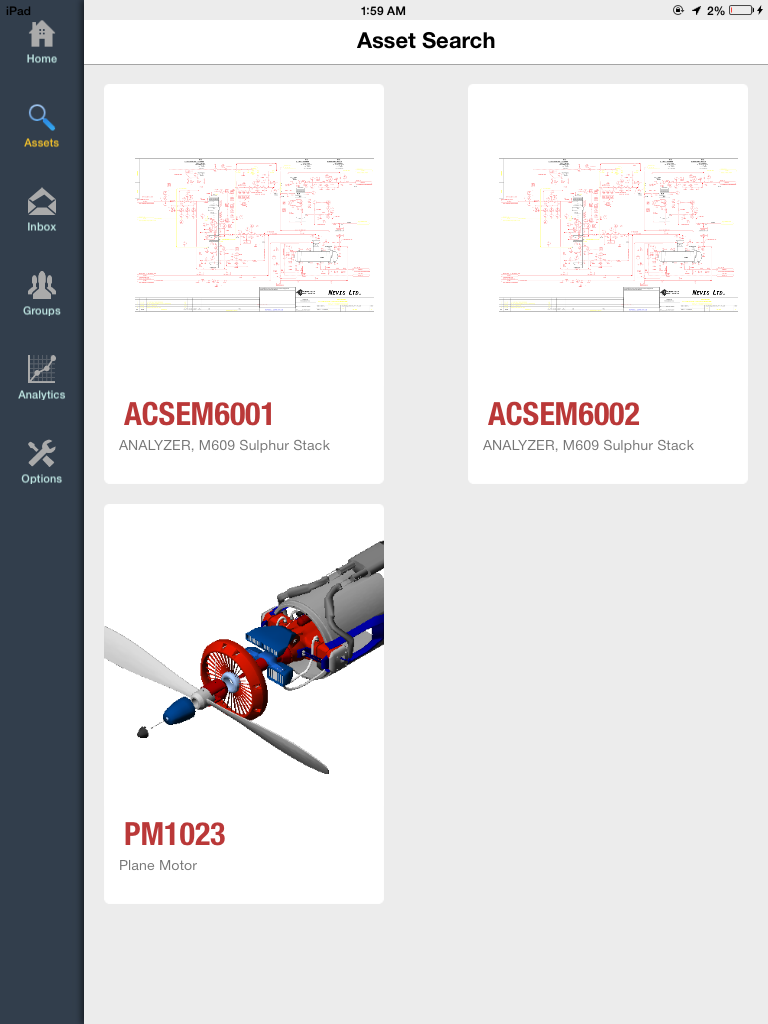 iPad
1:59 AM
2%
Asset Search
Home
Assets
Inbox
Groups
Analytics
Options
Nevis Ltd.
ACSEM6001
ANALYZER, M609 Sulphur Stack
Nevis Ltd.
ACSEM6002
ANALYZER, M609 Sulphur Stack
PM1023
Plane Motor